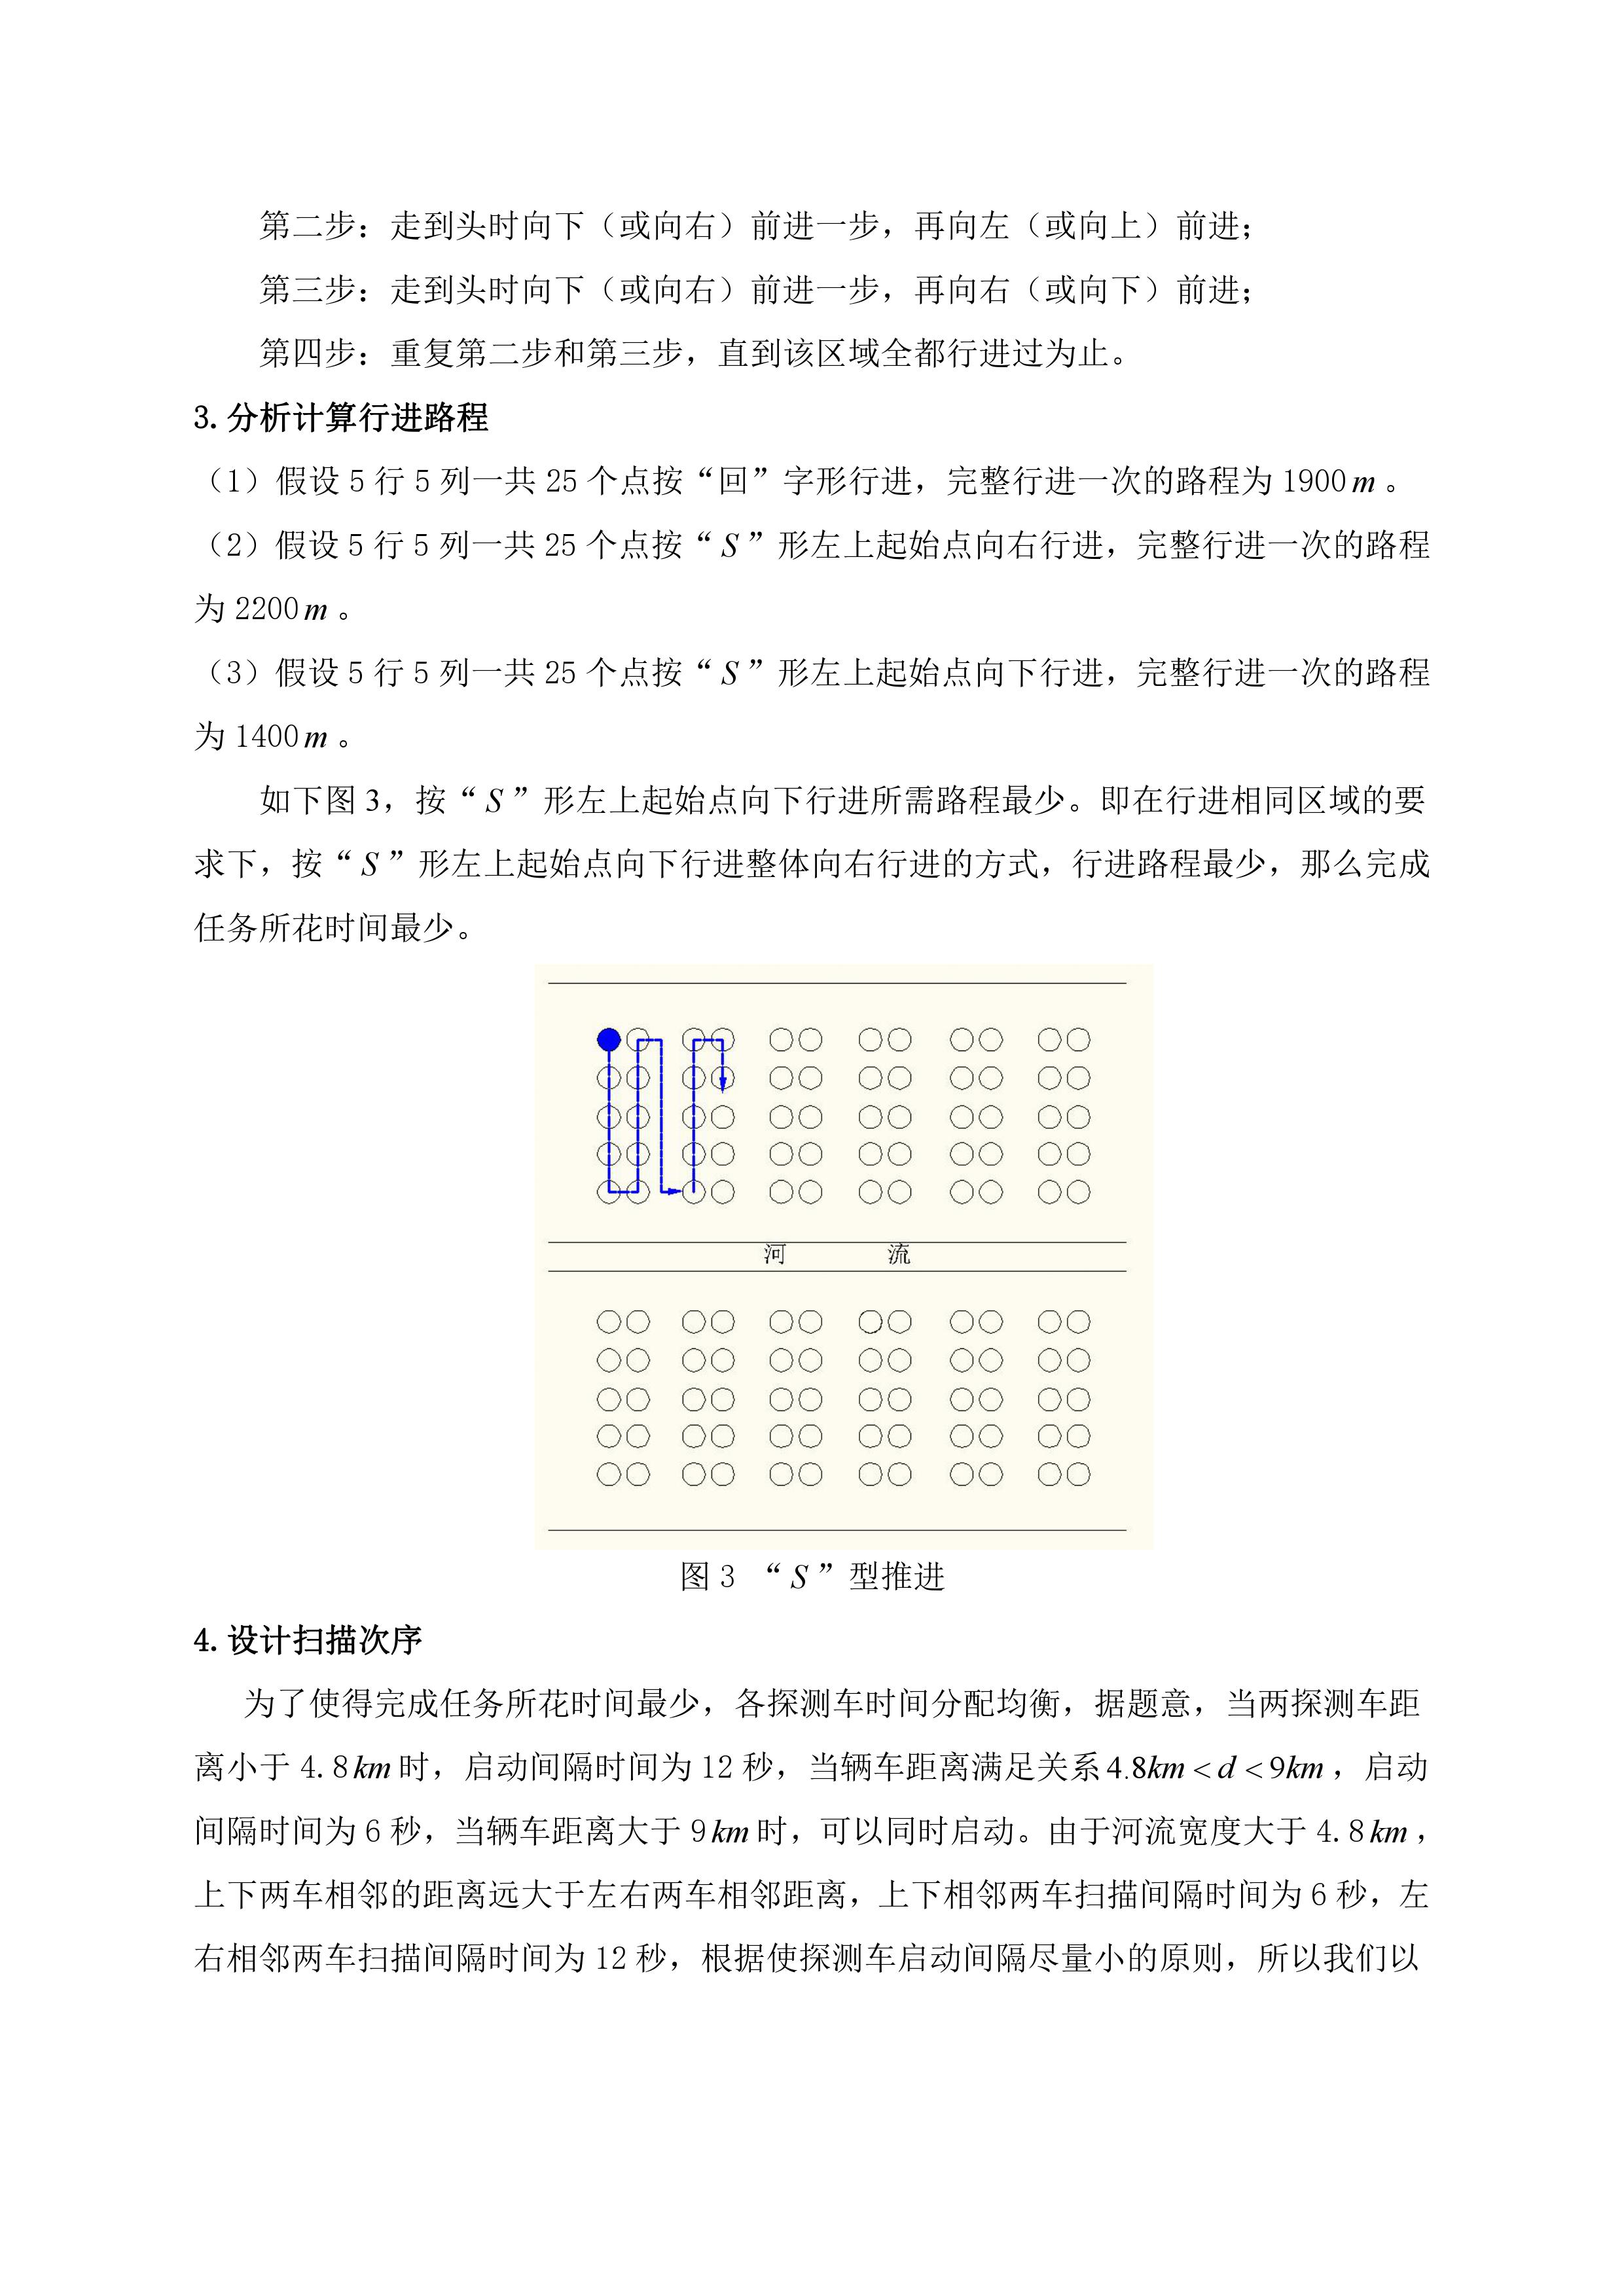 第二步：走到头时向下（或向右）前进一步，再向左（或向上）前进；
第三步：走到头时向下（或向右）前进一步，再向右（或向下）前进；
第四步：重复第二步和第三步，直到该区域全都行进过为止。
3.分析计算行进路程
（1）假设 5 行 5 列一共 25 个点按“回”字形行进，完整行进一次的路程为 1900m 。
（2）假设 5 行 5 列一共 25 个点按“S”形左上起始点向右行进，完整行进一次的路程
为 2200m 。
（3）假设 5 行 5 列一共 25 个点按“S”形左上起始点向下行进，完整行进一次的路程
为 1400m 。
如下图 3，按“S”形左上起始点向下行进所需路程最少。即在行进相同区域的要
求下，按“S”形左上起始点向下行进整体向右行进的方式，行进路程最少，那么完成
任务所花时间最少。
河 流
图 3 “S”型推进
4.设计扫描次序
为了使得完成任务所花时间最少，各探测车时间分配均衡，据题意，当两探测车距
离小于 4.8km 时，启动间隔时间为 12 秒，当辆车距离满足关系 4.8km < d < 9km ，启动
间隔时间为 6 秒，当辆车距离大于 9km 时，可以同时启动。由于河流宽度大于 4.8km ，
上下两车相邻的距离远大于左右两车相邻距离，上下相邻两车扫描间隔时间为 6 秒，左
右相邻两车扫描间隔时间为 12 秒，根据使探测车启动间隔尽量小的原则，所以我们以